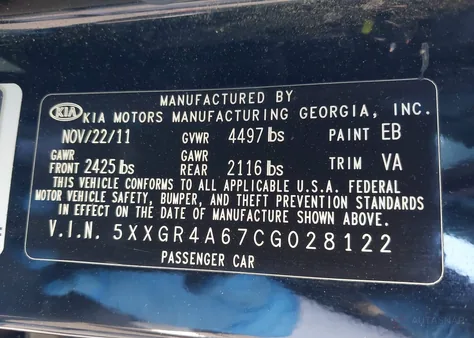 MANUFACTURED BY
KIA KIA MOTORS MANUFACTURING GEORGIA, INC.
NOV/22/11 GVWR 4497 lbs PAINT EB
GAWR FRONT 2425 lbs GAWR REAR 2116 lbs TRIM VA
THIS VEHICLE CONFORMS TO ALL APPLICABLE U.S.A. FEDERAL
MOTOR VEHICLE SAFETY, BUMPER, AND THEFT PREVENTION STANDARDS
IN EFFECT ON THE DATE OF MANUFACTURE SHOWN ABOVE.
V.I.N. 5XXGR4A67CG028122
PASSENGER CAR